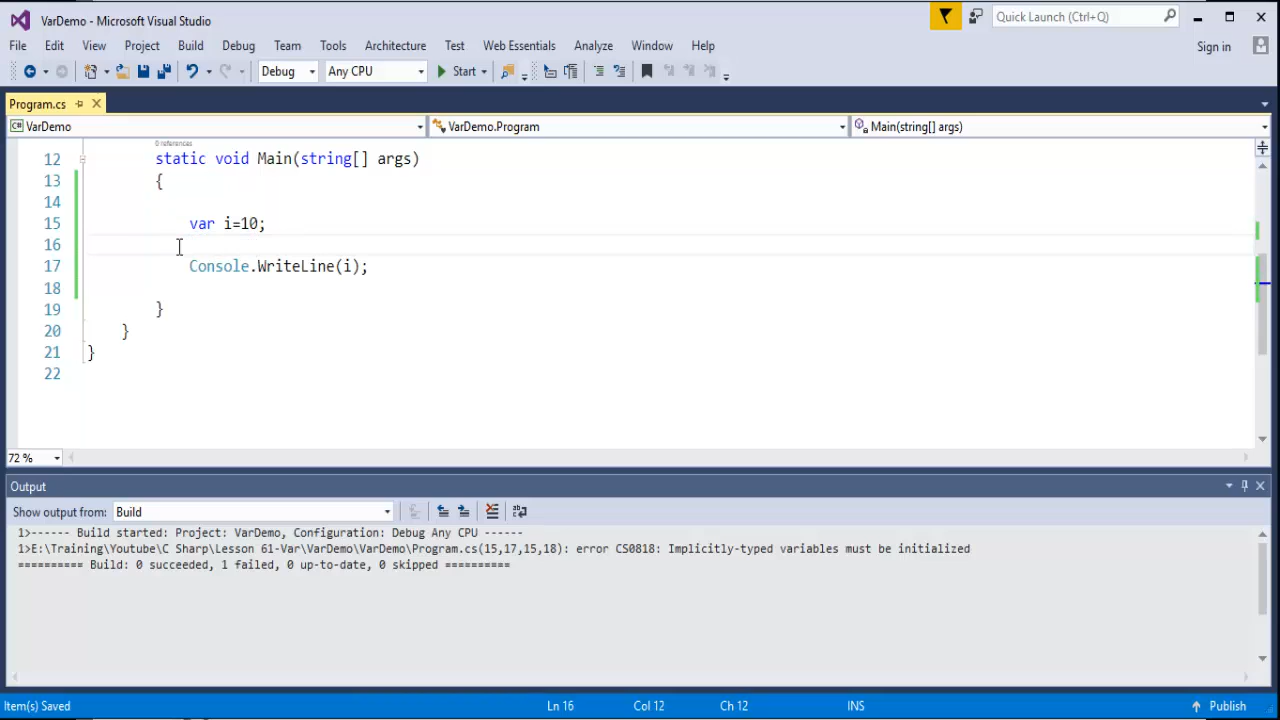 VarDemo - Microsoft Visual Studio
Quick Launch (Ctrl+Q)
File Edit View Project Build Debug Team Tools Architecture Test Web Essentials Analyze Window Help
Sign in
Debug Any CPU Start
Program.cs
C# VarDemo VarDemo.Program Main(string[] args)
0 references
12 static void Main(string[] args)
13 {
14
15 var i=10;
16
17 Console.WriteLine(i);
18
19 }
20 }
21 }
22
72 %
Output
Show output from: Build
1>------ Build started: Project: VarDemo, Configuration: Debug Any CPU ------
1>E:\Training\Youtube\C Sharp\Lesson 61-Var\VarDemo\VarDemo\Program.cs(15,17,15,18): error CS0818: Implicitly-typed variables must be initialized
========== Build: 0 succeeded, 1 failed, 0 up-to-date, 0 skipped ==========
Item(s) Saved Ln 16 Col 12 Ch 12 INS Publish